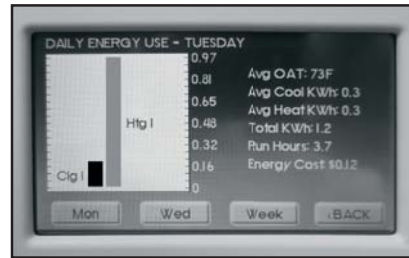 DAILY ENERGY USE - TUESDAY
0.97
0.81
0.65
0.48
0.32
0.16
0
Htg 1
Clg 1
Avg OAT: 73F
Avg Cool KWh: 0.3
Avg Heat KWh: 0.3
Total KWh: 1.2
Run Hours: 3.7
Energy Cost $0.12
Mon
Wed
Week
<BACK